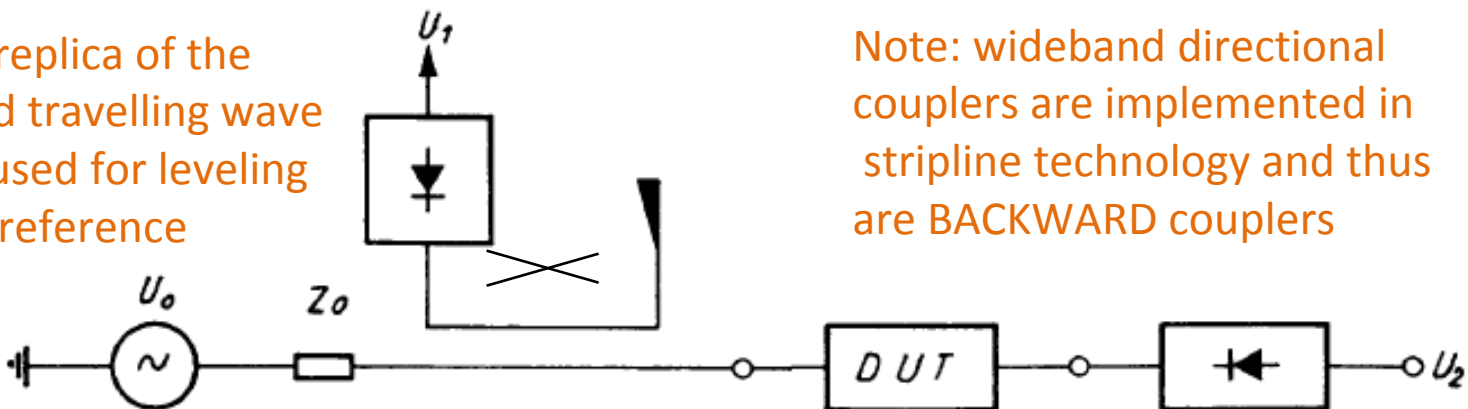 replica of the
d travelling wave
used for leveling
reference
U1
Note: wideband directional
couplers are implemented in
stripline technology and thus
are BACKWARD couplers
Uo
Zo
DUT
U2